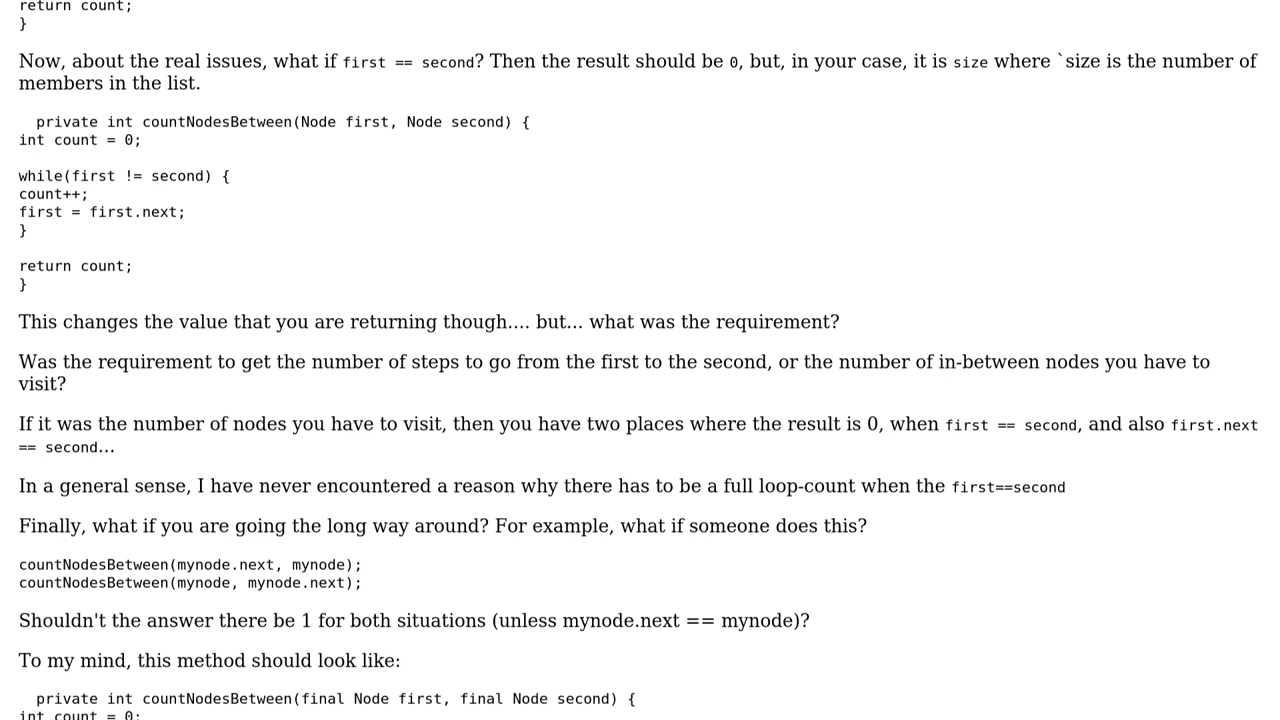 return count;
}
Now, about the real issues, what if first == second? Then the result should be 0, but, in your case, it is size where `size is the number of
members in the list.
private int countNodesBetween(Node first, Node second) {
int count = 0;
while(first != second) {
count++;
first = first.next;
}
return count;
}
This changes the value that you are returning though.... but... what was the requirement?
Was the requirement to get the number of steps to go from the first to the second, or the number of in-between nodes you have to
visit?
If it was the number of nodes you have to visit, then you have two places where the result is 0, when first == second, and also first.next
== second...
In a general sense, I have never encountered a reason why there has to be a full loop-count when the first==second
Finally, what if you are going the long way around? For example, what if someone does this?
countNodesBetween(mynode.next, mynode);
countNodesBetween(mynode, mynode.next);
Shouldn't the answer there be 1 for both situations (unless mynode.next == mynode)?
To my mind, this method should look like:
private int countNodesBetween(final Node first, final Node second) {
int count = 0;